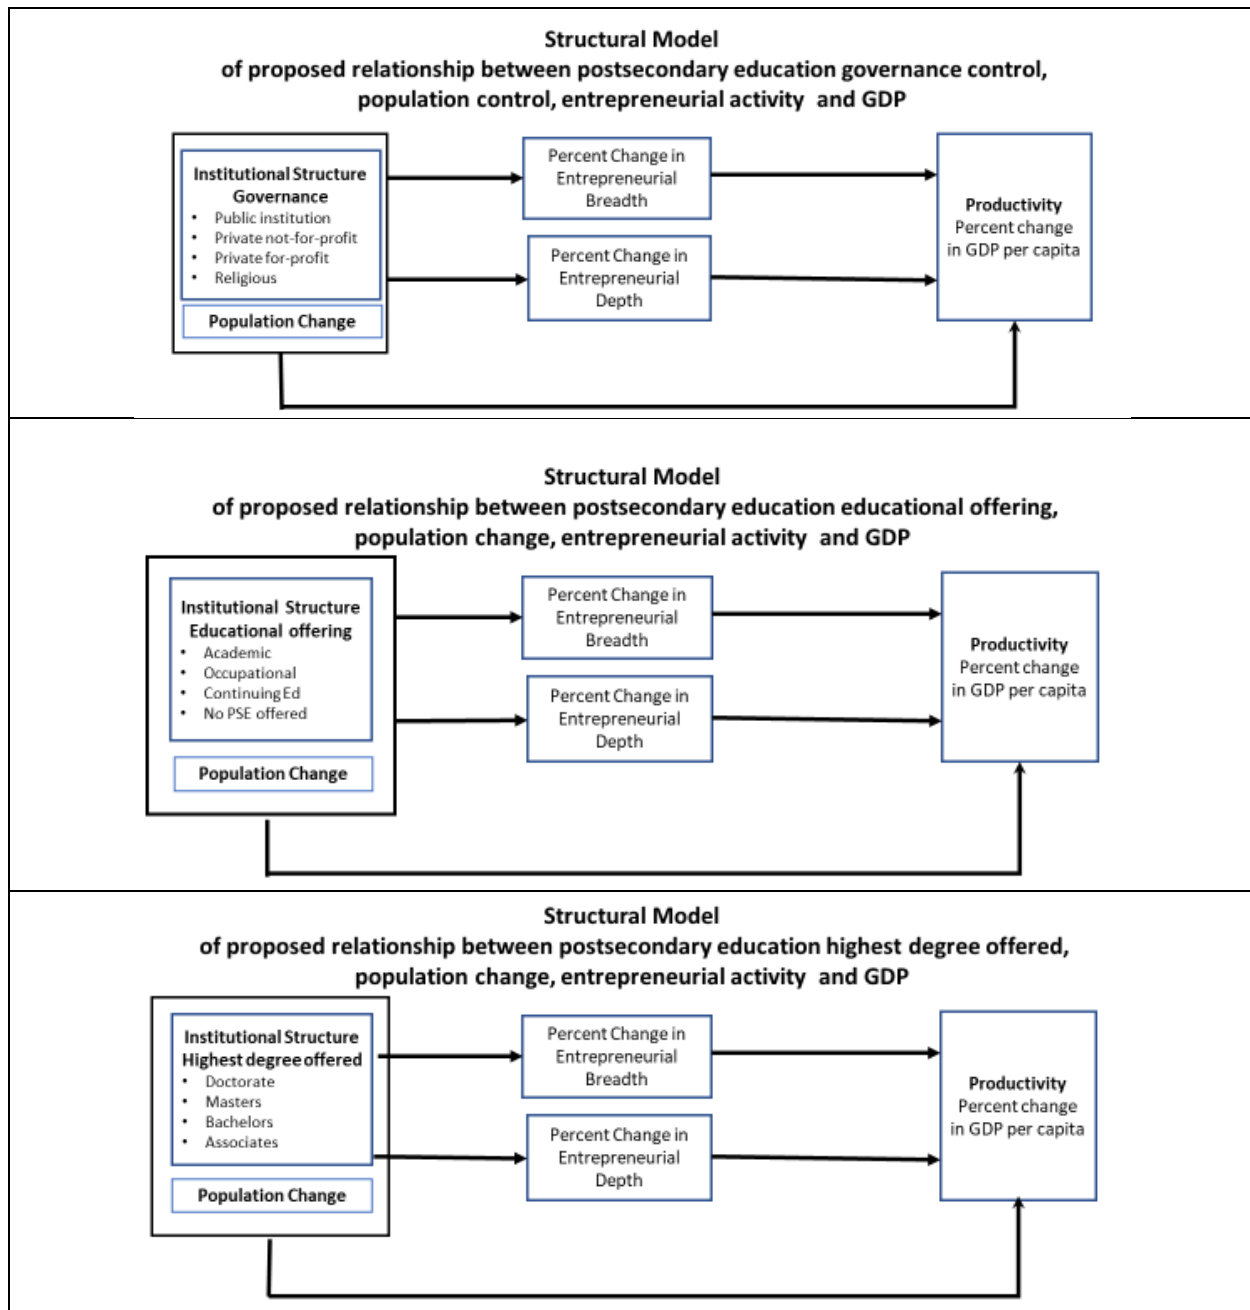 Structural Model
of proposed relationship between postsecondary education governance control,
population control, entrepreneurial activity and GDP
Institutional Structure
Governance
• Public institution
• Private not-for-profit
• Private for-profit
• Religious
Population Change
Percent Change in
Entrepreneurial
Breadth
Percent Change in
Entrepreneurial
Depth
Productivity
Percent change
in GDP per capita
Structural Model
of proposed relationship between postsecondary education educational offering,
population change, entrepreneurial activity and GDP
Institutional Structure
Educational offering
• Academic
• Occupational
• Continuing Ed
• No PSE offered
Population Change
Percent Change in
Entrepreneurial
Breadth
Percent Change in
Entrepreneurial
Depth
Productivity
Percent change
in GDP per capita
Structural Model
of proposed relationship between postsecondary education highest degree offered,
population change, entrepreneurial activity and GDP
Institutional Structure
Highest degree offered
• Doctorate
• Masters
• Bachelors
• Associates
Population Change
Percent Change in
Entrepreneurial
Breadth
Percent Change in
Entrepreneurial
Depth
Productivity
Percent change
in GDP per capita